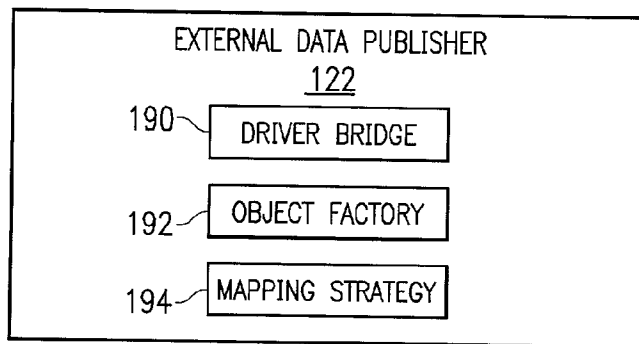 EXTERNAL DATA PUBLISHER
122
190 DRIVER BRIDGE
192 OBJECT FACTORY
194 MAPPING STRATEGY